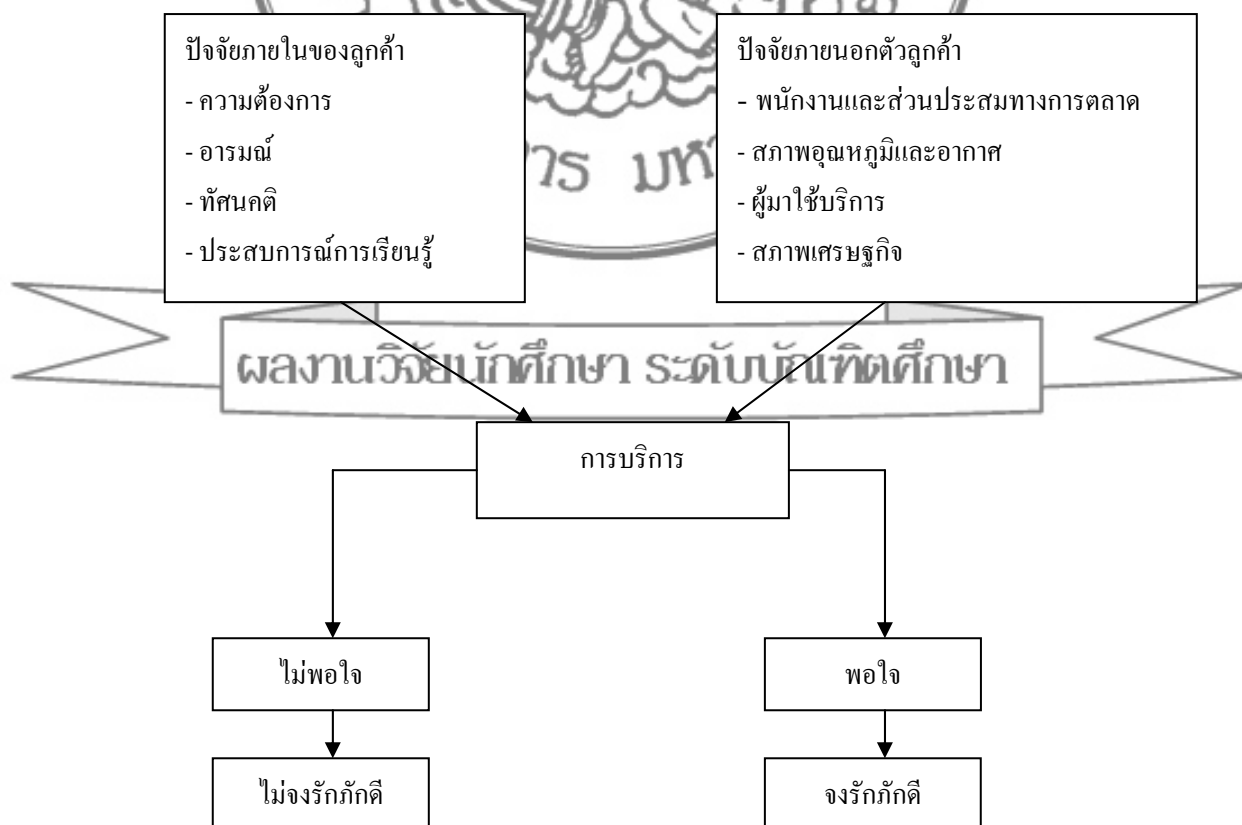 ปัจจัยภายในของลูกค้า
- ความต้องการ
- อารมณ์
- ทัศนคติ
- ประสบการณ์การเรียนรู้
ปัจจัยภายนอกตัวลูกค้า
- พนักงานและส่วนประสมทางการตลาด
- สภาพอุณหภูมิและอากาศ
- ผู้มาใช้บริการ
- สภาพเศรษฐกิจ
ผลงานวิจัยนักศึกษา ระดับบัณฑิตศึกษา
การบริการ
ไม่พอใจ
พอใจ
ไม่จงรักภักดี
จงรักภักดี